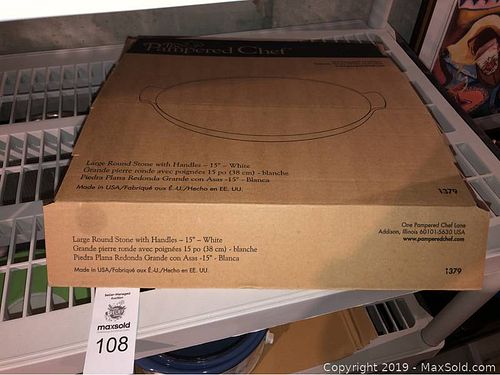 The Pampered Chef
Large Round Stone with Handles – 15" – White
Grande pierre ronde avec poignées 15 po (38 cm) - blanche
Piedra Plana Redonda Grande con Asas -15" -Blanca
Made in USA/Fabriqué aux É.-U./Hecho en EE. UU.
1379
One Pampered Chef Lane
Addison, Illinois 60101-5630 USA
www.pamperedchef.com
Large Round Stone with Handles – 15" – White
Grande pierre ronde avec poignées 15 po (38 cm) - blanche
Piedra Plana Redonda Grande con Asas -15" - Blanca
Made in USA/Fabriqué aux É.-U./Hecho en EE. UU.
1379
Seller-Managed
Auction
maxsold
108
Copyright 2019 - MaxSold.com